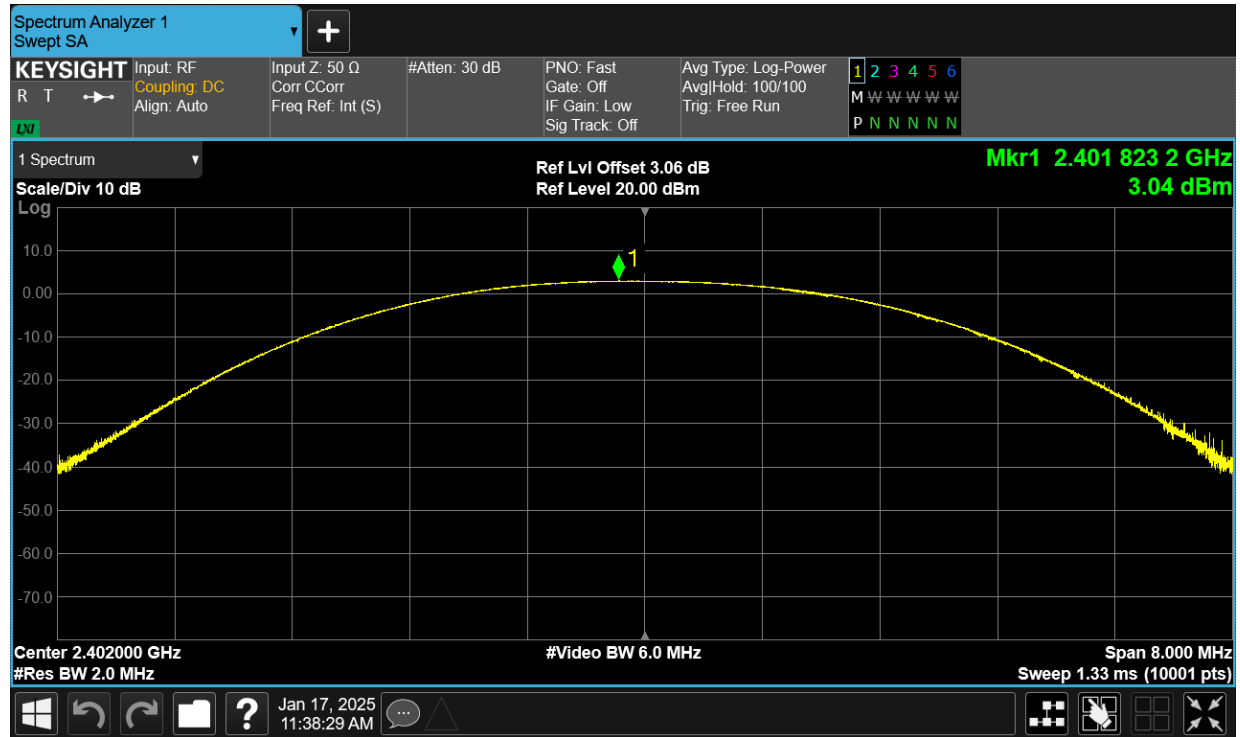 Spectrum Analyzer 1
Swept SA
+
KEYSIGHT
R T
LXI
Input: RF
Coupling: DC
Align: Auto
Input Z: 50 Ω
Corr CCorr
Freq Ref: Int (S)
#Atten: 30 dB
PNO: Fast
Gate: Off
IF Gain: Low
Sig Track: Off
Avg Type: Log-Power
Avg|Hold: 100/100
Trig: Free Run
1 2 3 4 5 6
M W W W W W
P N N N N N
1 Spectrum
Scale/Div 10 dB
Log
Ref Lvl Offset 3.06 dB
Ref Level 20.00 dBm
Mkr1 2.401 823 2 GHz
3.04 dBm
1
10.0
0.00
-10.0
-20.0
-30.0
-40.0
-50.0
-60.0
-70.0
Center 2.402000 GHz
#Video BW 6.0 MHz
Span 8.000 MHz
#Res BW 2.0 MHz
Sweep 1.33 ms (10001 pts)
?
Jan 17, 2025
11:38:29 AM